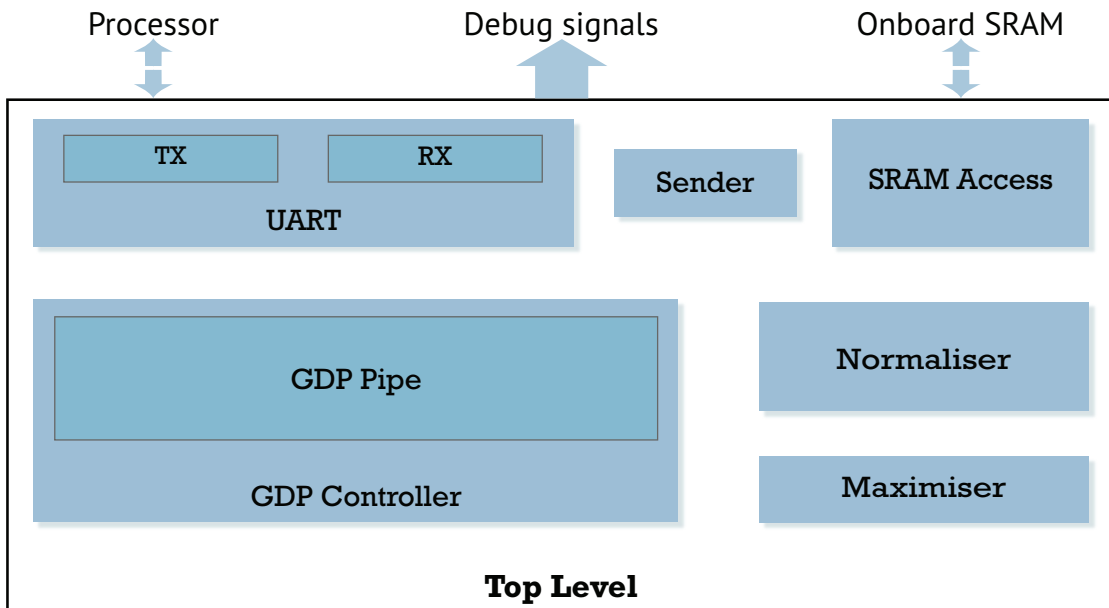 Processor
Debug signals
Onboard SRAM
TX
RX
UART
Sender
SRAM Access
GDP Pipe
GDP Controller
Normaliser
Maximiser
Top Level